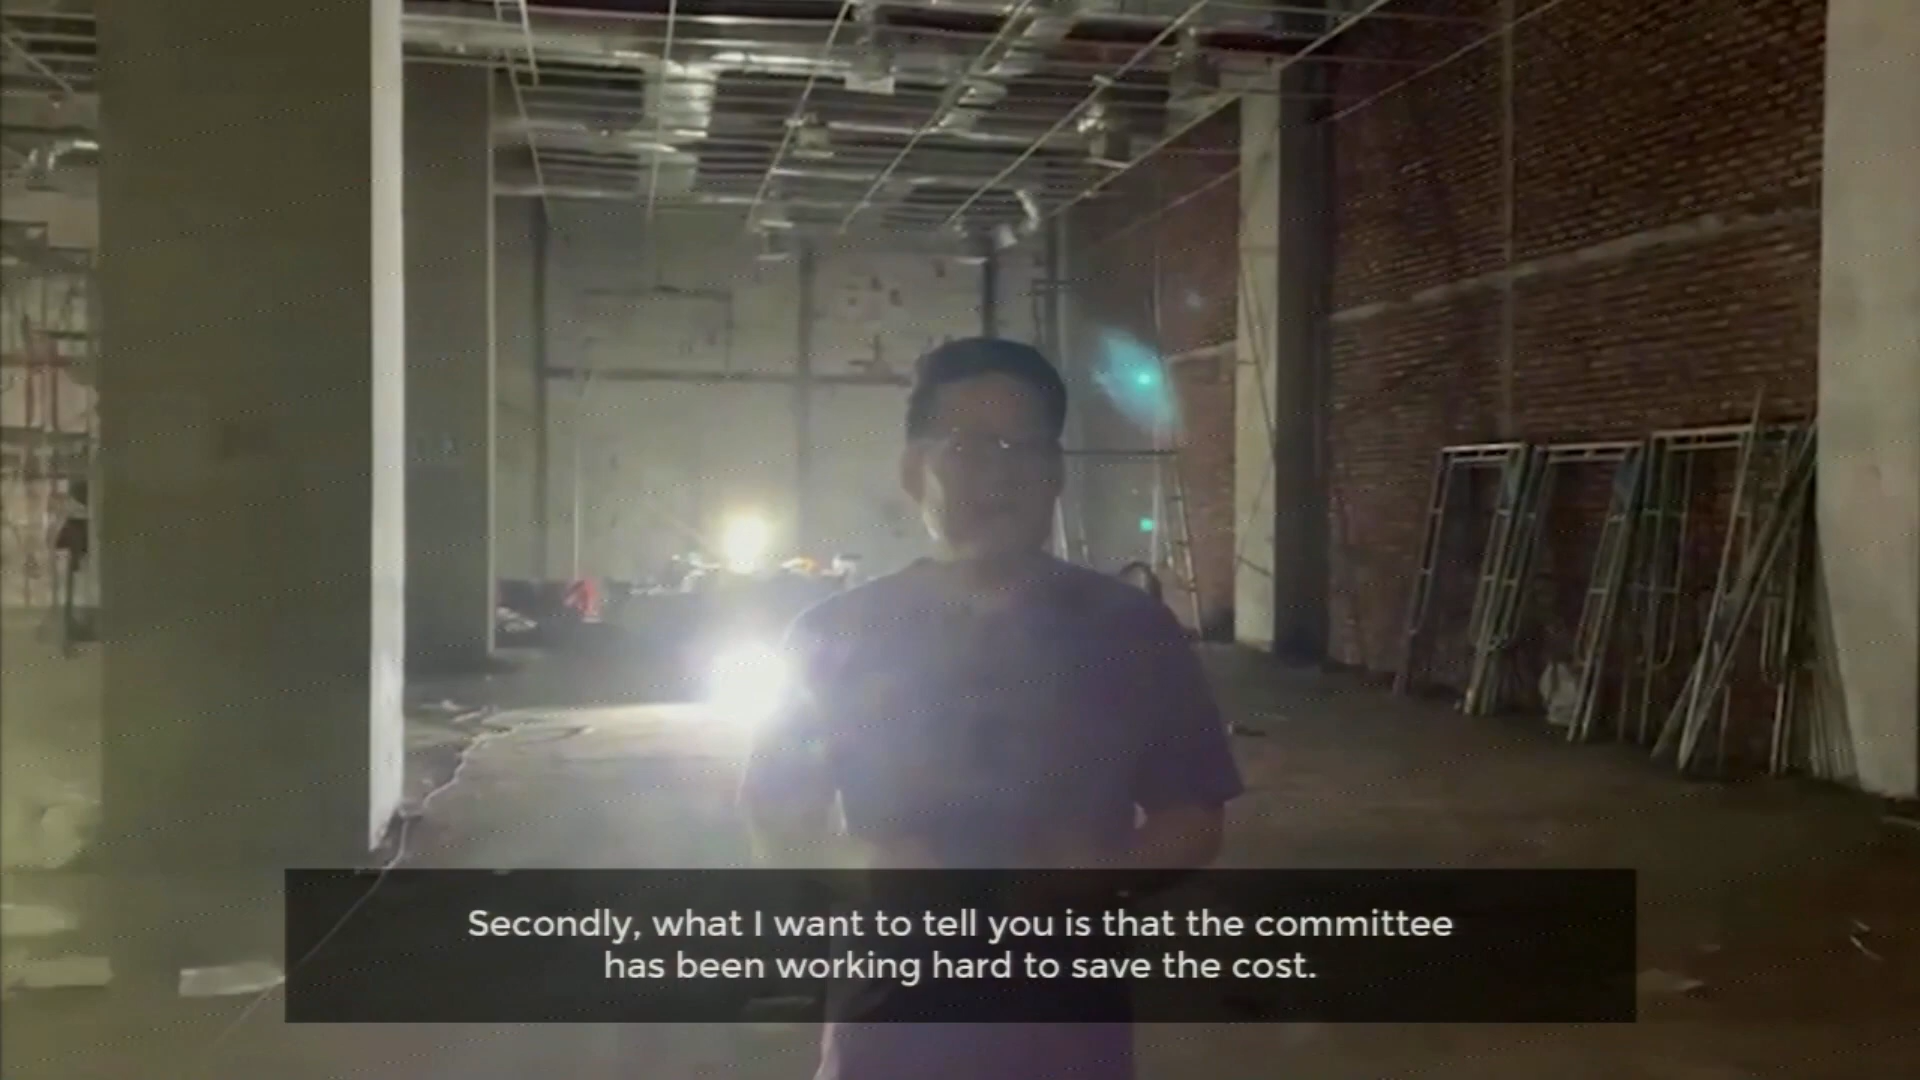 Secondly, what I want to tell you is that the committee
has been working hard to save the cost.